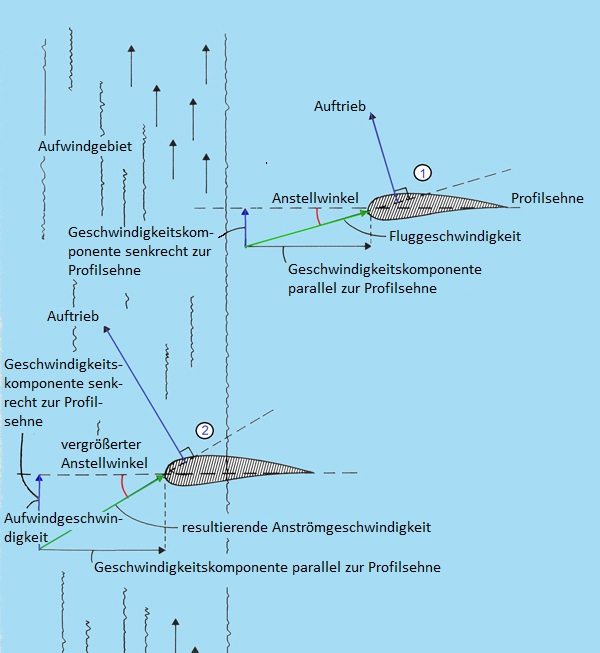 Auftrieb
1
Aufwindgebiet
Anstellwinkel
Profilsehne
Geschwindigkeitskom-
ponente senkrecht zur
Profilsehne
Fluggeschwindigkeit
Geschwindigkeitskomponente
parallel zur Profilsehne
Auftrieb
Geschwindigkeits-
komponente senk-
recht zur Profil-
sehne
2
vergrößerter
Anstellwinkel
Aufwindgeschwin-
digkeit
resultierende Anströmgeschwindigkeit
Geschwindigkeitskomponente parallel zur Profilsehne